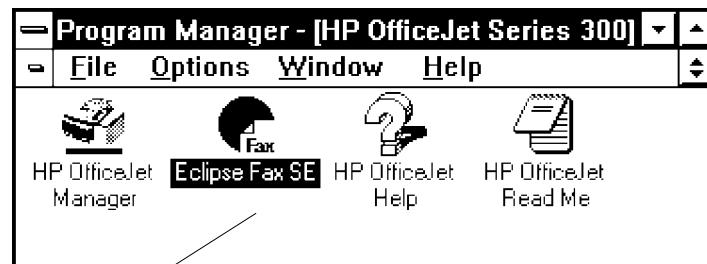 Program Manager - [HP OfficeJet Series 300]
File Options Window Help
Fax
HP OfficeJet Manager
Eclipse Fax SE
HP OfficeJet Help
HP OfficeJet Read Me